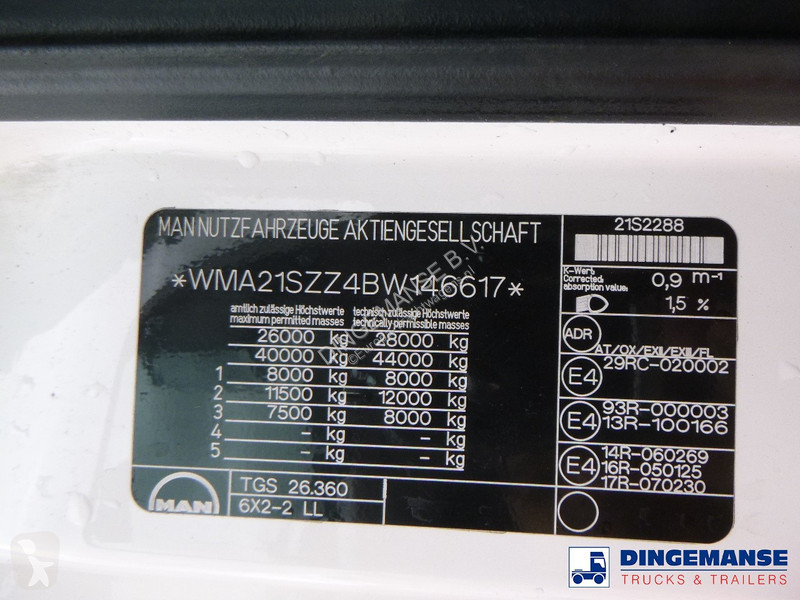 MAN NUTZFAHRZEUGE AKTIENGESELLSCHAFT
*WMA21SZZ4BW146617*
amtlich zulässige Höchstwerte technisch zulässige Höchstwerte
maximum permitted masses technically permissible masses
26000 kg 28000 kg
40000 kg 44000 kg
1 8000 kg 8000 kg
2 11500 kg 12000 kg
3 7500 kg 8000 kg
4 - kg - kg
5 - kg - kg
MAN
TGS 26.360
6X2-2 LL
21S2288
K-Wert
Corrected absorption value: 0,9 m-1
1,5 %
ADR
AT/OX/EXII/EXIII/FL
E4 29RC-020002
E4 93R-000003
13R-100166
E4 14R-060269
16R-050125
17R-070230
DINGEMANSE B.V.
DINGEMANSE
TRUCKS & TRAILERS